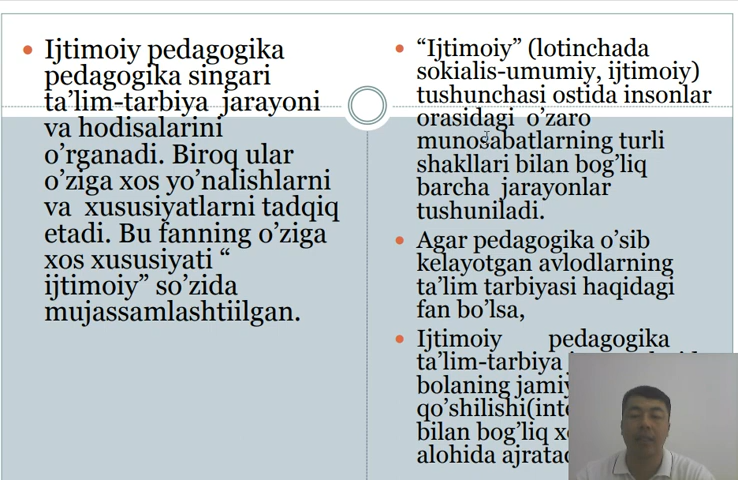 Ijtimoiy pedagogika
pedagogika singari
ta’lim-tarbiya jarayoni
va hodisalarini
o’rganadi. Biroq ular
o’ziga xos yo’nalishlarni
va xususiyatlarni tadqiq
etadi. Bu fanning o’ziga
xos xususiyati “
ijtimoiy” so’zida
mujassamlashtiilgan.
“Ijtimoiy” (lotinchada
sokialis-umumiy, ijtimoiy)
tushunchasi ostida insonlar
orasidagi o’zaro
munosabatlarning turli
shakllari bilan bog’liq
barcha jarayonlar
tushuniladi.
Agar pedagogika o’sib
kelayotgan avlodlarning
ta’lim tarbiyasi haqidagi
fan bo’lsa,
Ijtimoiy pedagogika
ta’lim-tarbiya
bolaning
qo’shilishi
bilan bog’liq
alohida